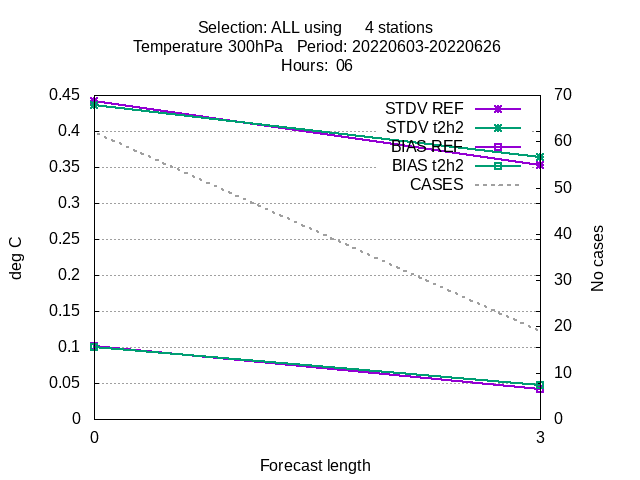 Selection: ALL using     4 stations
Temperature 300hPa   Period: 20220603-20220626
Hours:  06
0.45
0.4
0.35
0.3
0.25
0.2
0.15
0.1
0.05
0
deg C
STDV REF
STDV t2h2
BIAS REF
BIAS t2h2
CASES
70
60
50
40
30
20
10
0
No cases
0
3
Forecast length